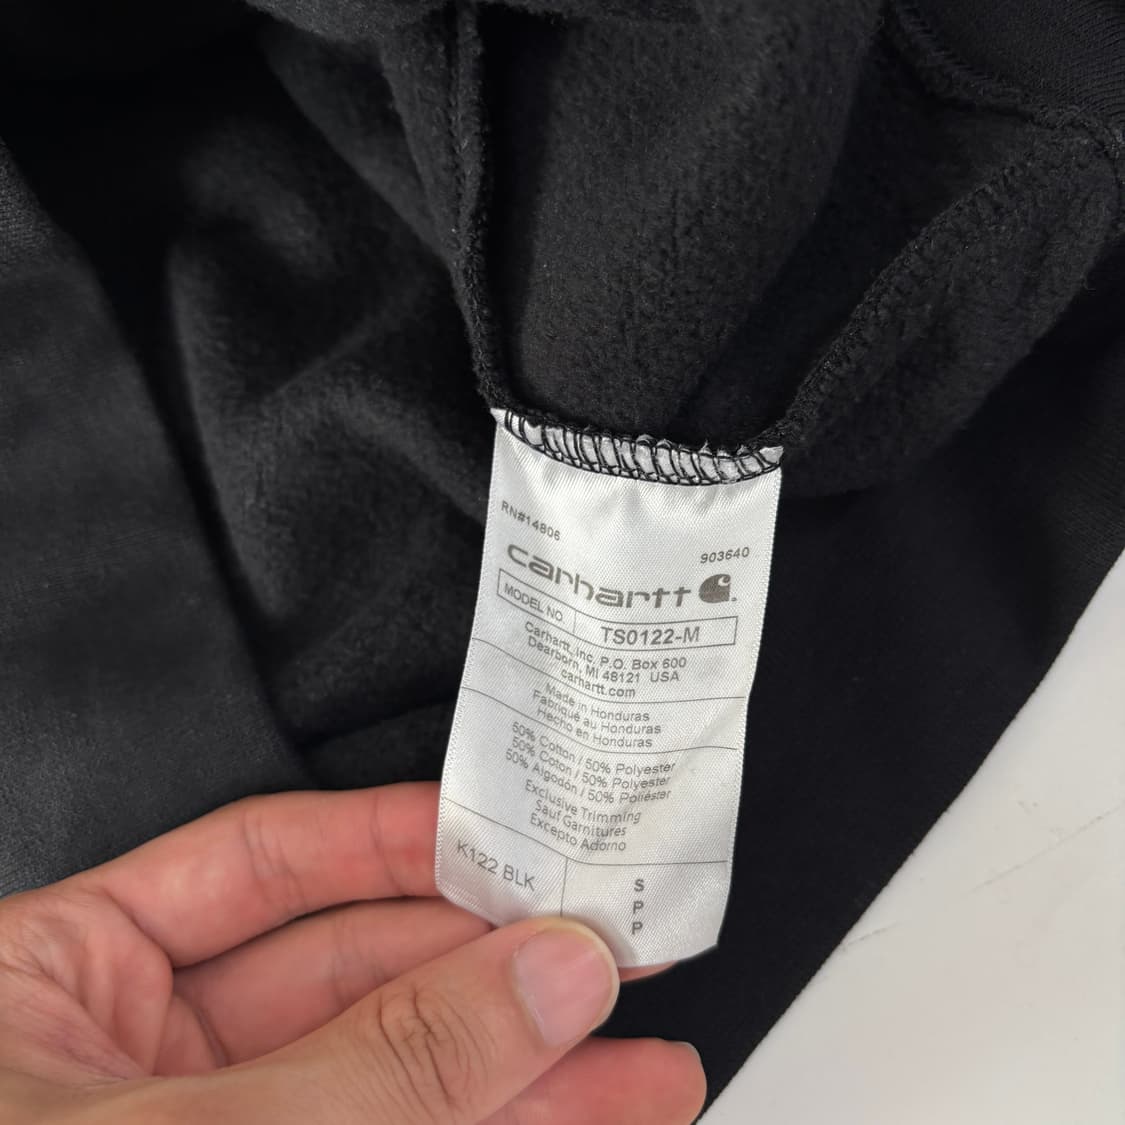 RN#14806
903640
carhartt
MODEL NO.
TS0122-M
Carhartt, Inc. P.O. Box 600
Dearborn, MI 48121 USA
carhartt.com
Made in Honduras
Fabriqué au Honduras
Hecho en Honduras
50% Cotton / 50% Polyester
50% Coton / 50% Polyester
50% Algodón / 50% Poliéster
Exclusive Trimming
Sauf Garnitures
Excepto Adorno
K122 BLK
S
P
P